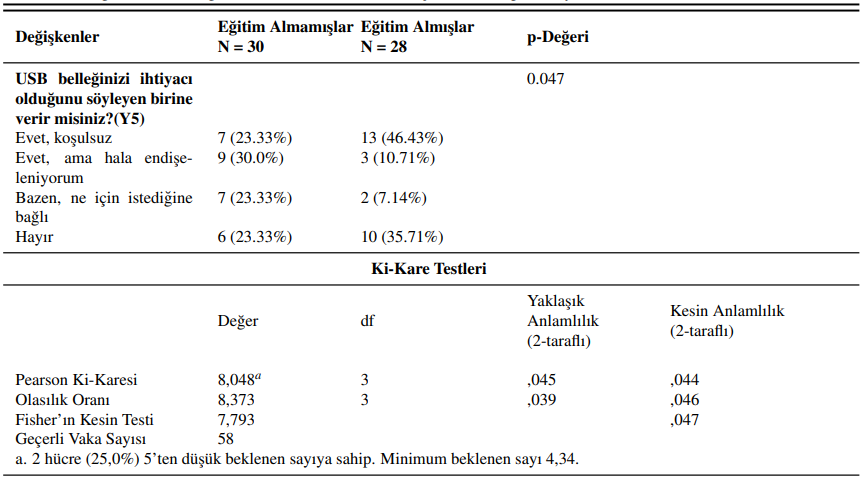 Değişkenler Eğitim Almamışlar Eğitim Almışlar p-Değeri
N = 30 N = 28
USB belleğinizi ihtiyacı 0.047
olduğunu söyleyen birine
verir misiniz?(Y5)
Evet, koşulsuz 7 (23.33%) 13 (46.43%)
Evet, ama hala endişe- 9 (30.0%) 3 (10.71%)
leniyorum
Bazen, ne için istediğine 7 (23.33%) 2 (7.14%)
bağlı
Hayır 6 (23.33%) 10 (35.71%)
Ki-Kare Testleri
Değer df Yaklaşık Anlamlılık (2-taraflı) Kesin Anlamlılık (2-taraflı)
Pearson Ki-Karesi 8,048a 3 ,045 ,044
Olasılık Oranı 8,373 3 ,039 ,046
Fisher'ın Kesin Testi 7,793 ,047
Geçerli Vaka Sayısı 58
a. 2 hücre (25,0%) 5'ten düşük beklenen sayıya sahip. Minimum beklenen sayı 4,34.